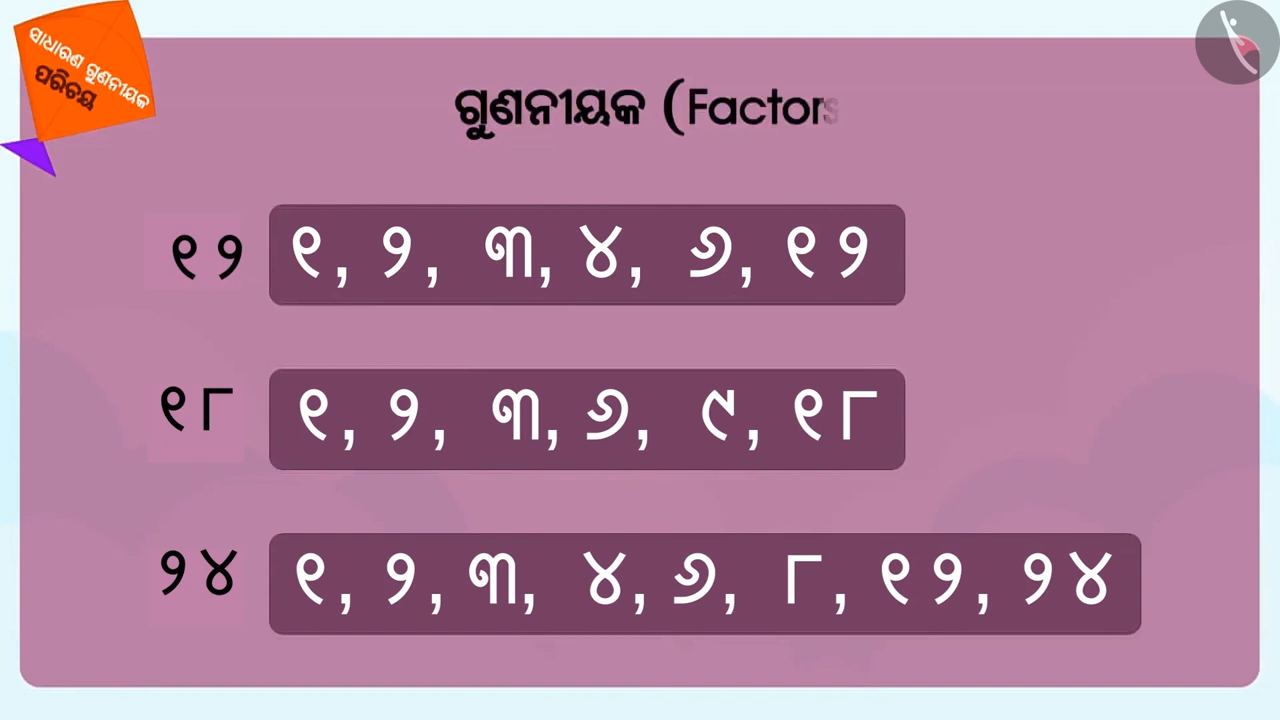 ସାଧାରଣ ଗୁଣନୀୟକ
ପରିଚୟ
ଗୁଣନୀୟକ (Factors
୧୨ ୧, ୨, ୩, ୪, ୬, ୧୨
୧୮ ୧, ୨, ୩, ୬, ୯, ୧୮
୨୪ ୧, ୨, ୩, ୪, ୬, ୮, ୧୨, ୨୪